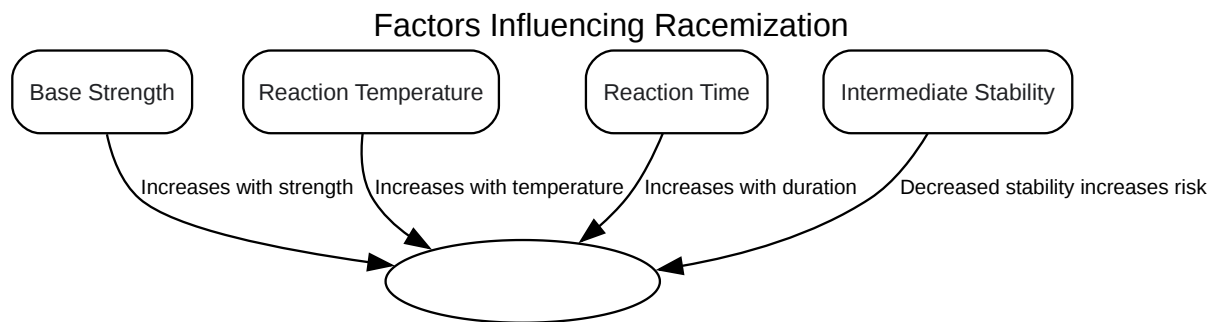 Factors Influencing Racemization
Base Strength
Reaction Temperature
Reaction Time
Intermediate Stability
Increases with strength
Increases with temperature
Increases with duration
Decreased stability increases risk